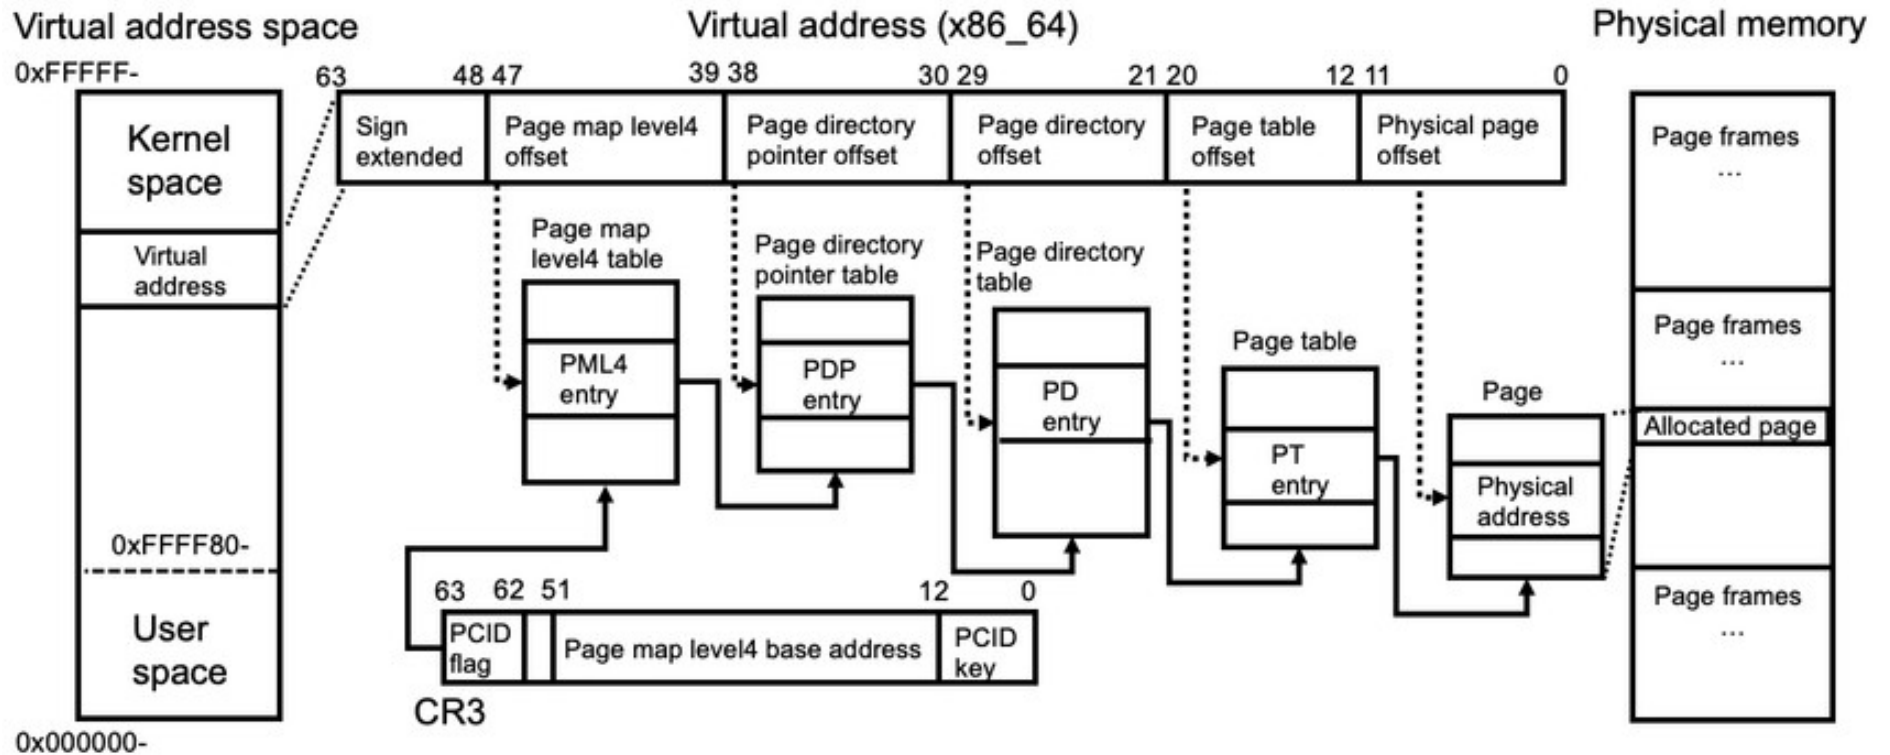 Virtual address space
Virtual address (x86_64)
Physical memory
0xFFFFF-
63
48 47
39 38
30 29
21 20
12 11
0
Kernel
space
Virtual
address
0xFFFF80-
User
space
0x000000-
Sign
extended
Page map level4
offset
Page directory
pointer offset
Page directory
offset
Page table
offset
Physical page
offset
Page map
level4 table
PML4
entry
Page directory
pointer table
PDP
entry
Page directory
table
PD
entry
Page table
PT
entry
Page
Physical
address
63
62
51
12
0
PCID
flag
Page map level4 base address
PCID
key
CR3
Page frames
...
Page frames
...
Allocated page
Page frames
...